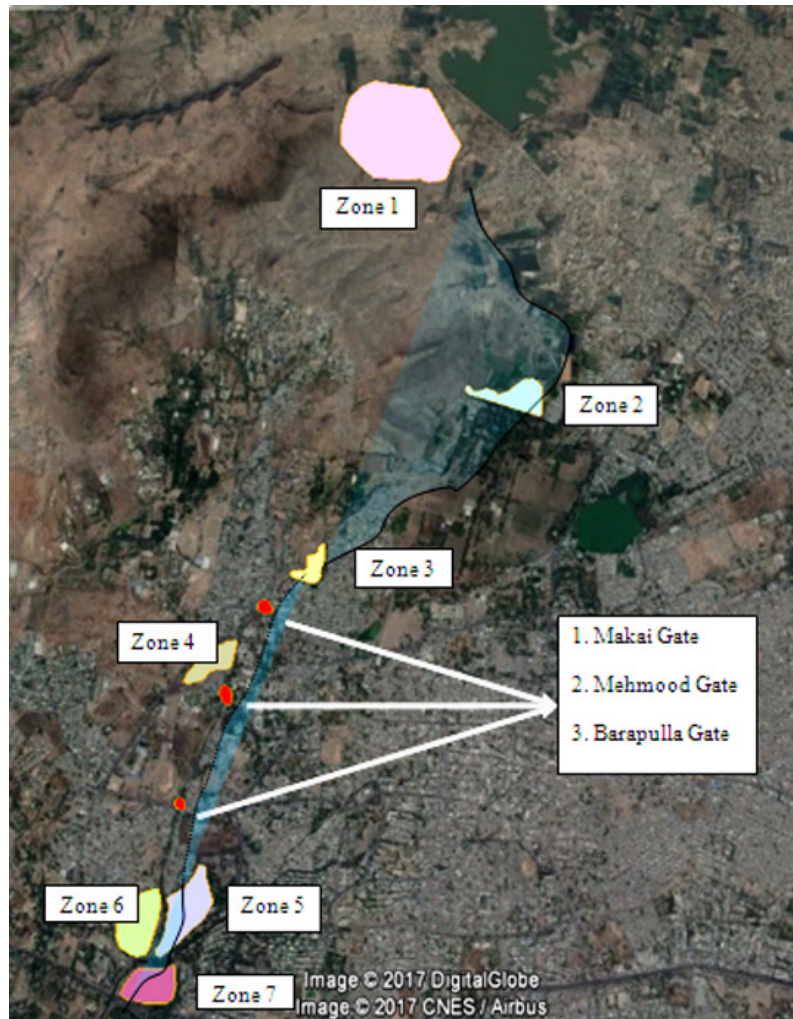 Zone 1
Zone 2
Zone 3
Zone 4
1. Makai Gate
2. Mehmood Gate
3. Barapulla Gate
Zone 6
Zone 5
Zone 7
Image © 2017 DigitalGlobe
Image © 2017 CNES / Airbus